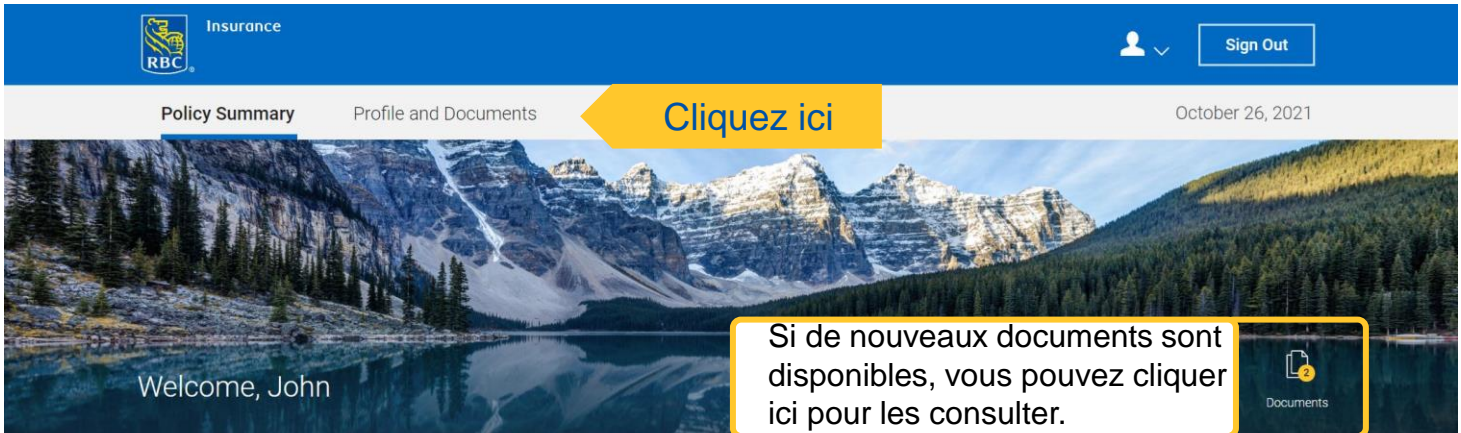 Insurance
RBC
Sign Out
Policy Summary
Profile and Documents
Cliquez ici
October 26, 2021
Welcome, John
Si de nouveaux documents sont
disponibles, vous pouvez cliquer
ici pour les consulter.
2
Documents